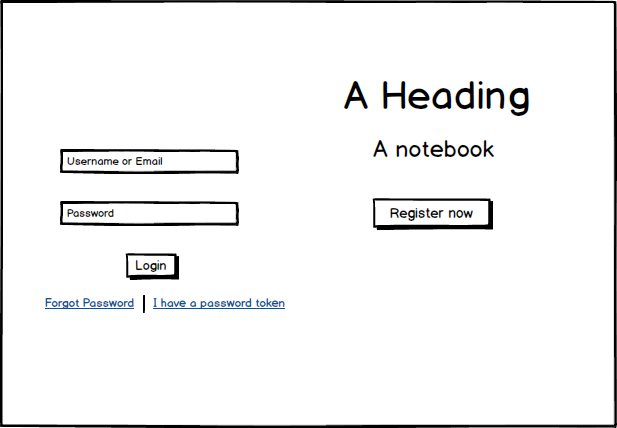 A Heading
A notebook
Username or Email
Password
Register now
Login
Forgot Password
I have a password token